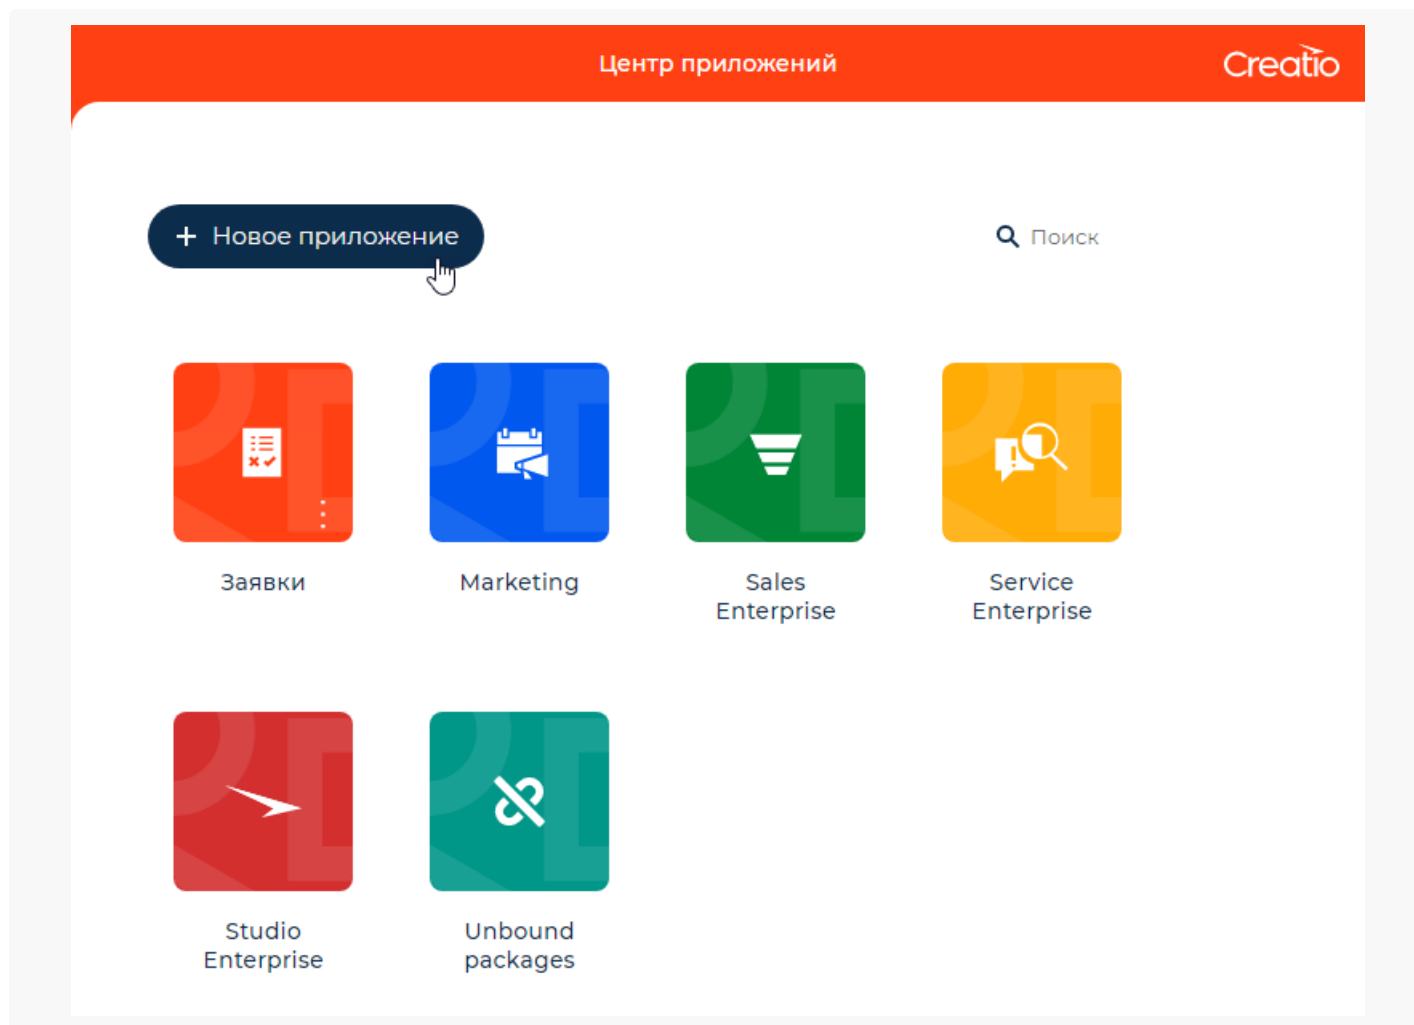 Центр приложений
Creatio
+ Новое приложение
Поиск
Заявки
Marketing
Sales
Enterprise
Service
Enterprise
Studio
Enterprise
Unbound
packages